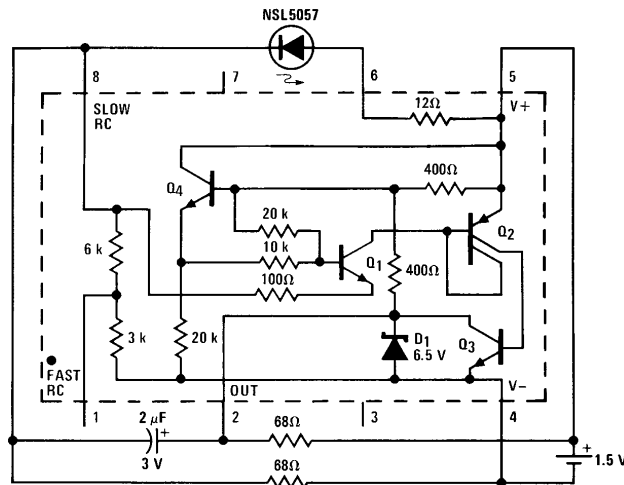 NSL5057
8
7
6
5
SLOW
RC
12Ω
V+
Q4
400Ω
20 k
Q2
6 k
10 k
Q1
100Ω
400Ω
3 k
20 k
D1
6.5 V
Q3
FAST
RC
OUT
V−
1
2 μF
+
3 V
2
3
4
68Ω
68Ω
+
1.5 V